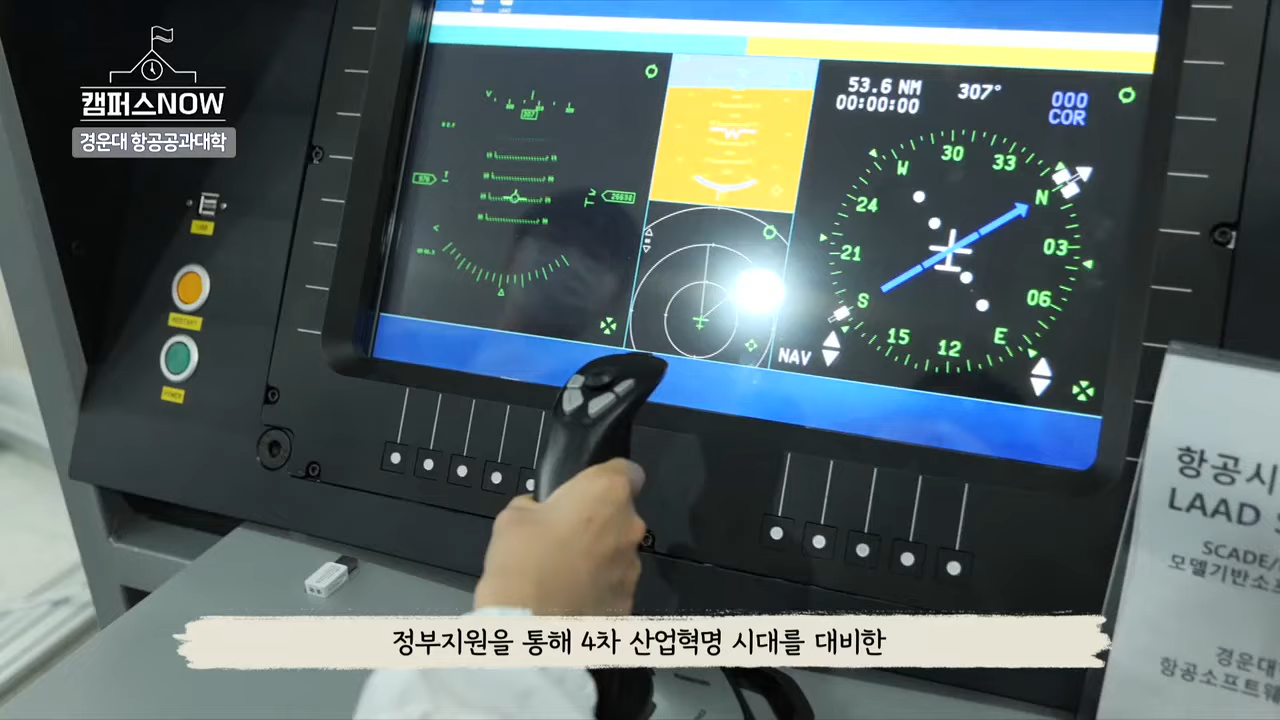 캠퍼스NOW
경운대 항공공과대학
53.6 NM
00:00:00
307°
000
COR
30
33
N
03
06
E
12
15
S
21
24
W
NAV
307
항공시
LAAD
SCADE/
모델기반소
경운대
항공소프트웨
정부지원을 통해 4차 산업혁명 시대를 대비한